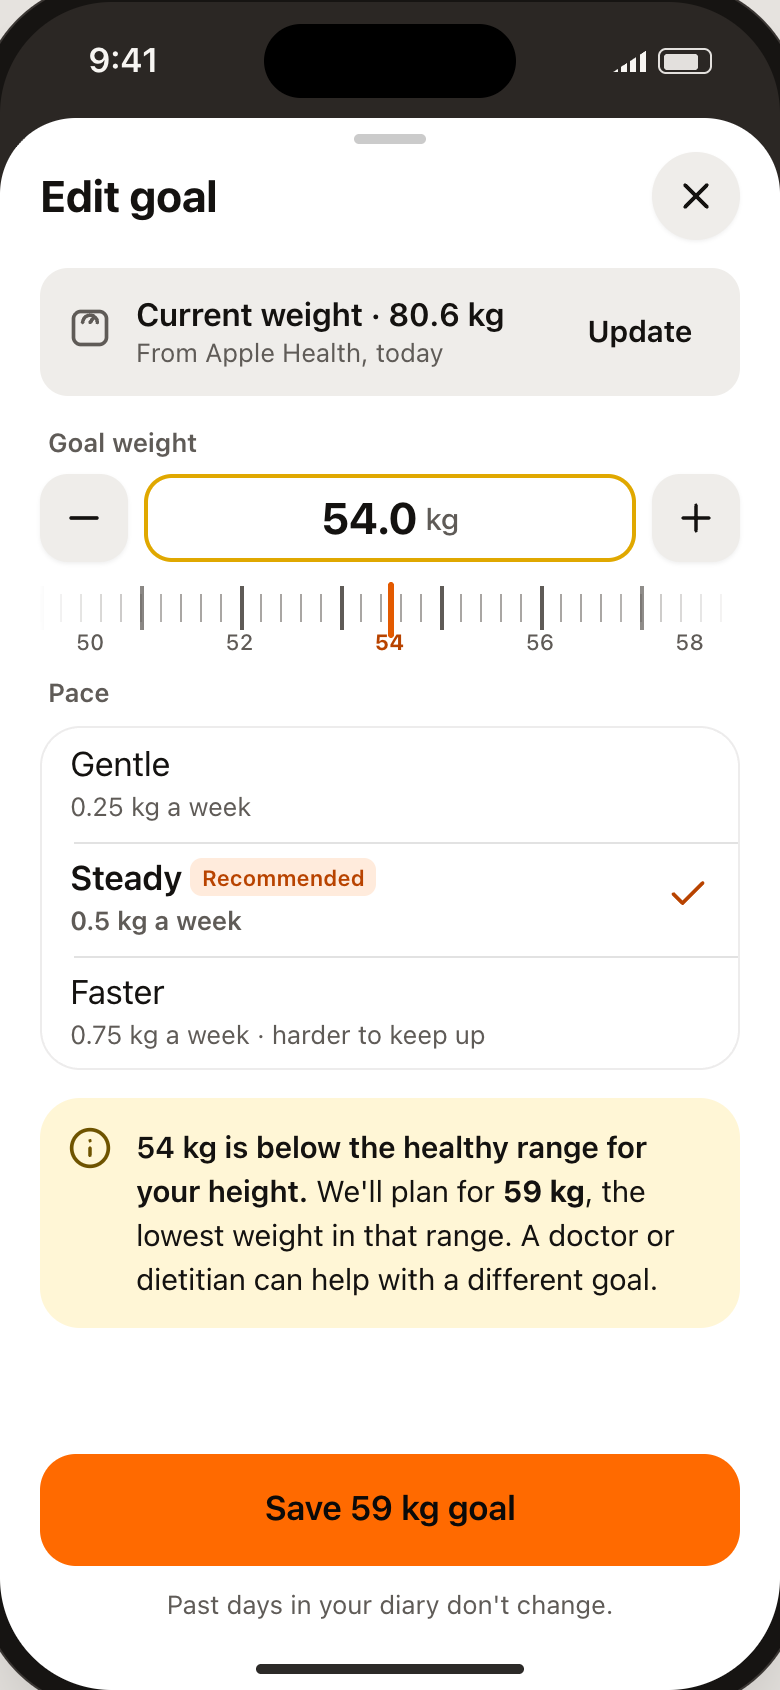 9:41
Edit goal
Current weight · 80.6 kg
From Apple Health, today
Update
Goal weight
54.0 kg
50 52 54 56 58
Pace
Gentle
0.25 kg a week
Steady Recommended
0.5 kg a week
Faster
0.75 kg a week · harder to keep up
54 kg is below the healthy range for
your height. We'll plan for 59 kg, the
lowest weight in that range. A doctor or
dietitian can help with a different goal.
Save 59 kg goal
Past days in your diary don't change.